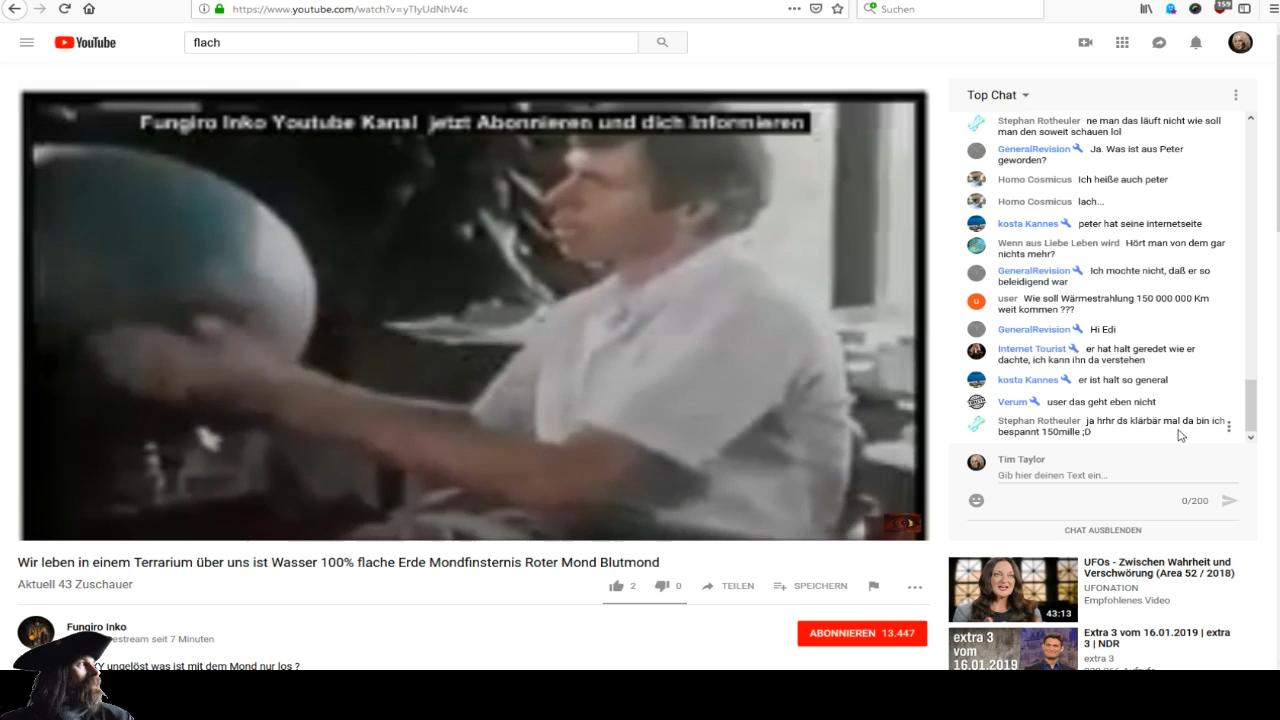 https://www.youtube.com/watch?v=yTlyUdNhV4c
Suchen
159
YouTube
flach
Fungiro Inko Youtube Kanal jetzt Abonnieren und dich Informieren
Wir leben in einem Terrarium über uns ist Wasser 100% flache Erde Mondfinsternis Roter Mond Blutmond
Aktuell 43 Zuschauer
2
0
TEILEN
SPEICHERN
Fungiro Inko
estream seit 7 Minuten
ABONNIEREN 13.447
Y ungelöst was ist mit dem Mond nur los ?
Top Chat
Stephan Rotheuler ne man das läuft nicht wie soll
man den soweit schauen lol
GeneralRevision Ja. Was ist aus Peter
geworden?
Homo Cosmicus Ich heiße auch peter
Homo Cosmicus lach...
kosta Kannes peter hat seine internetseite
Wenn aus Liebe Leben wird Hört man von dem gar
nichts mehr?
GeneralRevision Ich mochte nicht, daß er so
beleidigend war
U
user Wie soll Wärmestrahlung 150 000 000 Km
weit kommen ???
GeneralRevision Hi Edi
Internet Tourist er hat halt geredet wie er
dachte, ich kann ihn da verstehen
kosta Kannes er ist halt so general
Verum user das geht eben nicht
Stephan Rotheuler ja hrhr ds klärbär mal da bin ich
bespannt 150mille ;D
Tim Taylor
Gib hier deinen Text ein...
0/200
CHAT AUSBLENDEN
43:13
UFOs - Zwischen Wahrheit und
Verschwörung (Area 52 / 2018)
UFONATION
Empfohlenes Video
extra 3
vom
16.01.2019
Extra 3 vom 16.01.2019 | extra
3 | NDR
extra 3